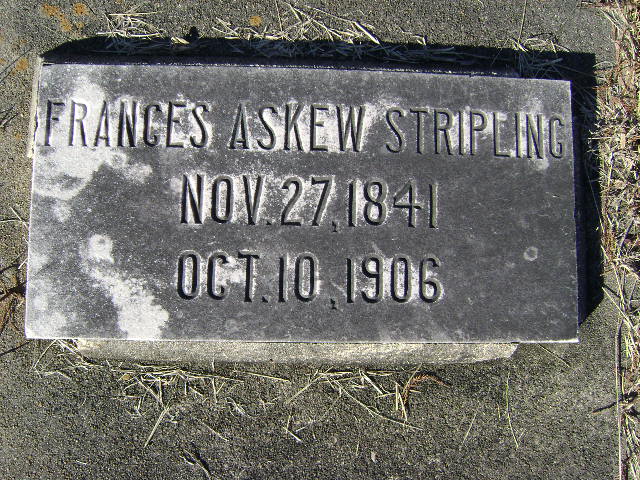 FRANCES ASKEW STRIPLING
NOV. 27, 1841
OCT. 10, 1906